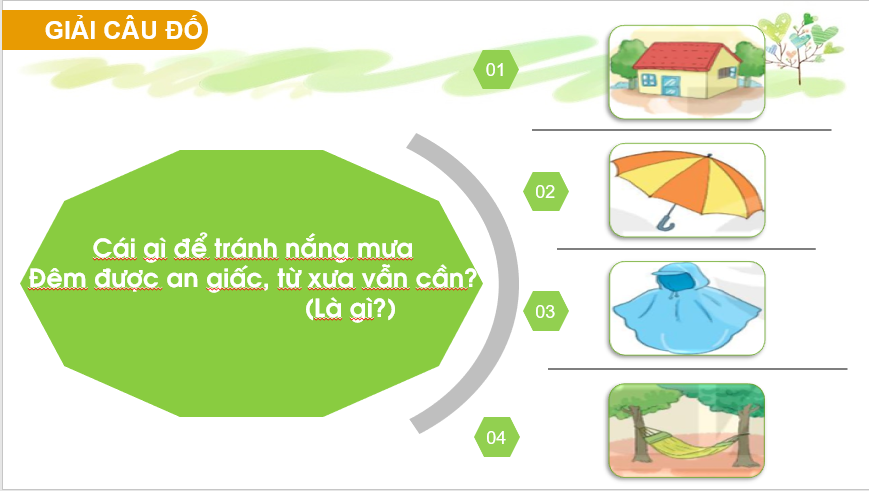 GIẢI CÂU ĐỐ
01
02
Cái gì để tránh nắng mưa
Đêm được an giấc, từ xưa vẫn cần?
(Là gì?)
03
04